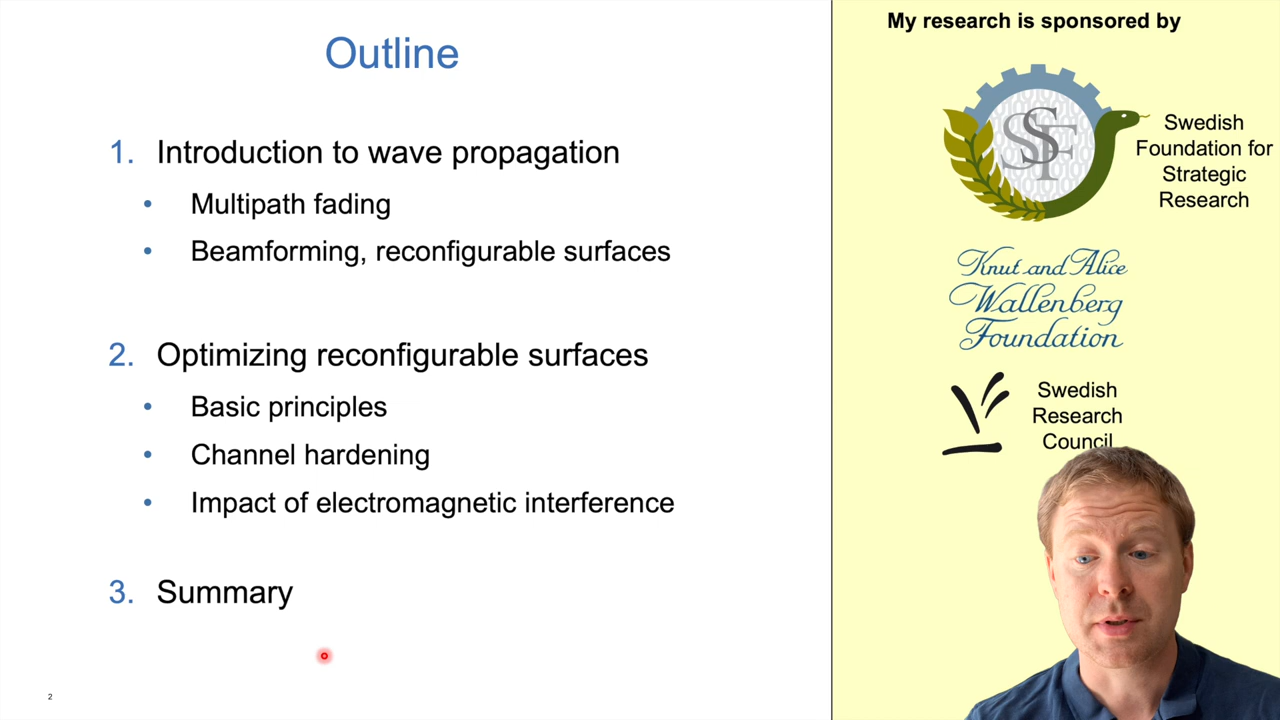 Outline
1. Introduction to wave propagation
• Multipath fading
• Beamforming, reconfigurable surfaces
2. Optimizing reconfigurable surfaces
• Basic principles
• Channel hardening
• Impact of electromagnetic interference
3. Summary
2
My research is sponsored by
SSF
Swedish
Foundation for
Strategic
Research
Knut and Alice
Wallenberg
Foundation
Swedish
Research
Council